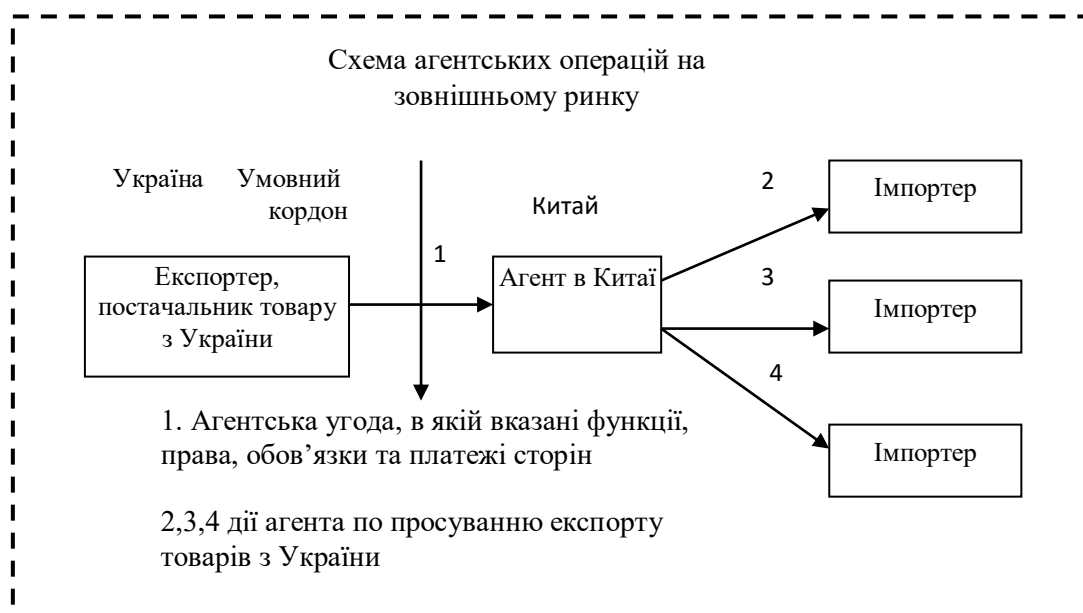 Схема агентських операцій на
зовнішньому ринку
Україна Умовний
кордон
Китай
2
Імпортер
1
Експортер,
постачальник товару
з України
Агент в Китаї
3
Імпортер
4
Імпортер
1. Агентська угода, в якій вказані функції,
права, обов’язки та платежі сторін
2,3,4 дії агента по просуванню експорту
товарів з України